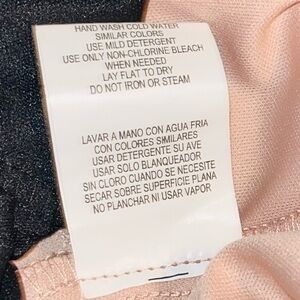 HAND WASH COLD WATER
SIMILAR COLORS
USE MILD DETERGENT
USE ONLY NON-CHLORINE BLEACH
WHEN NEEDED
LAY FLAT TO DRY
DO NOT IRON OR STEAM
LAVAR A MANO CON AGUA FRIA
CON COLORES SIMILARES
USAR DETERGENTE SU AVE
USAR SOLO BLANQUEADOR
SIN CLORO CUANDO SE NECESITE
SECAR SOBRE SUPERFICIE PLANA
NO PLANCHAR NI USAR VAPOR